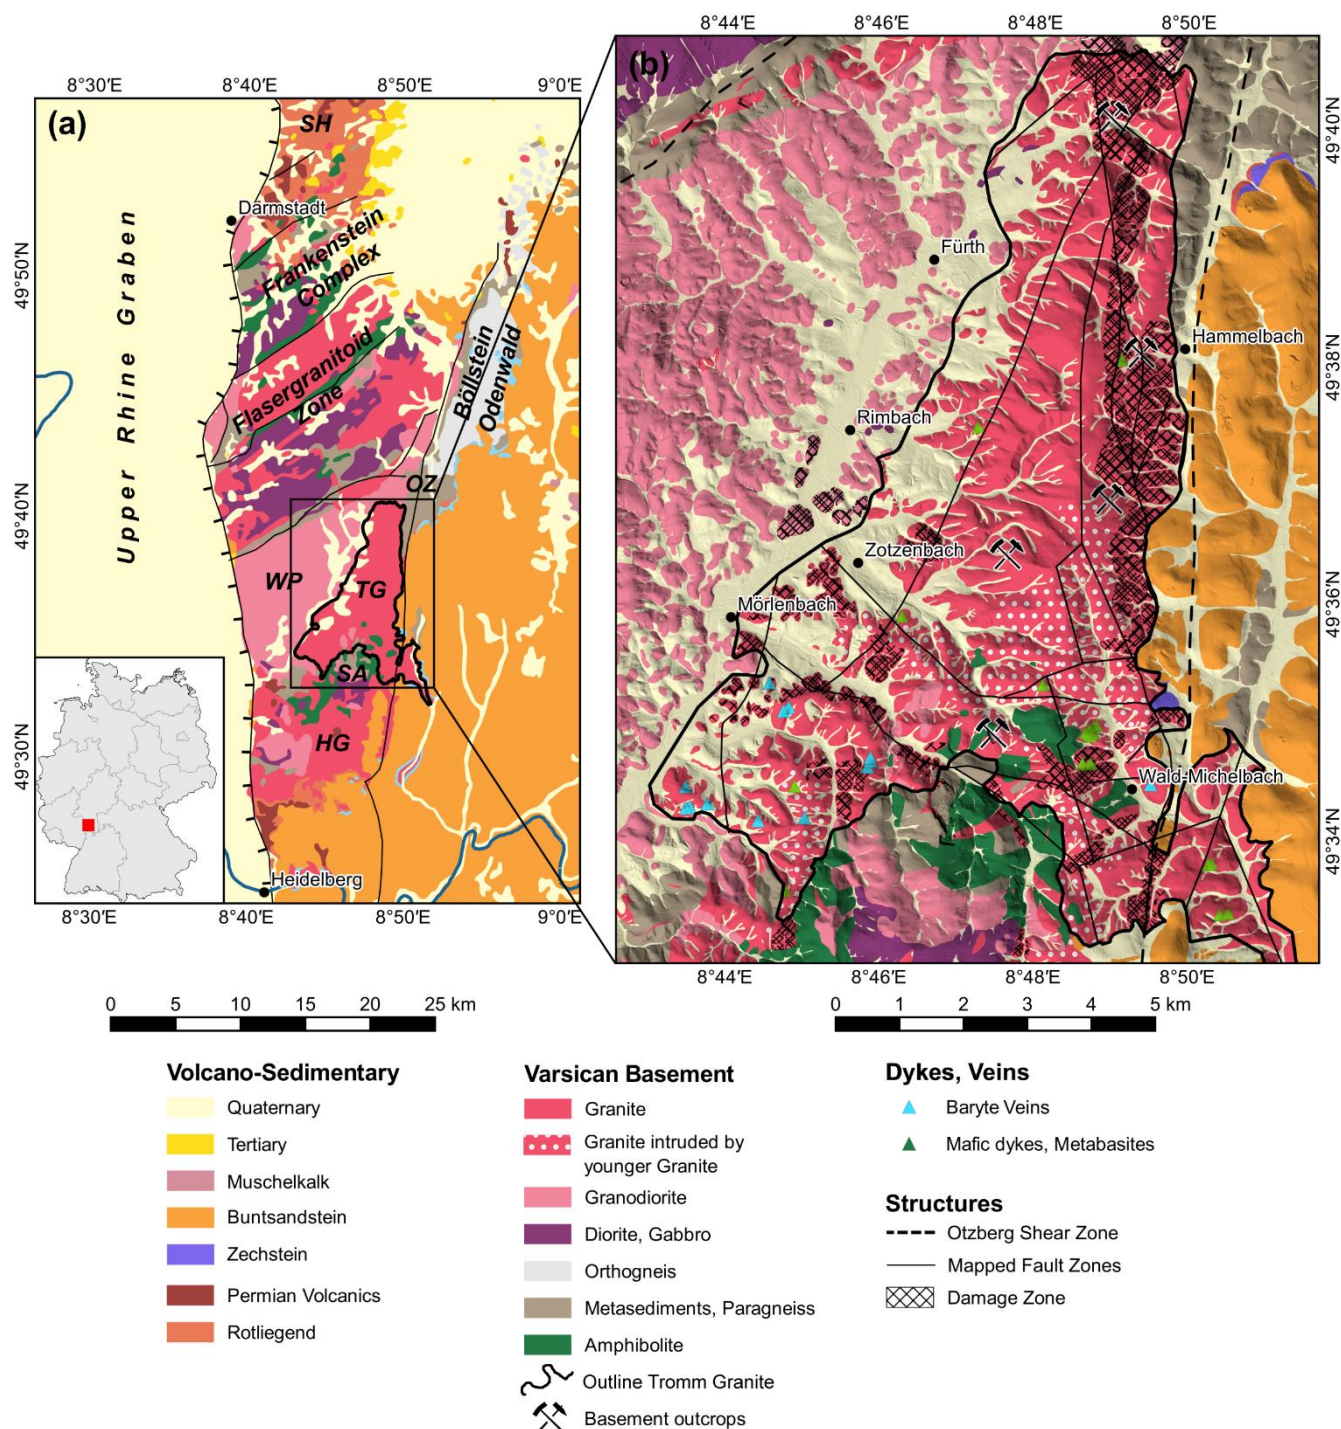 8°44′E 8°46′E 8°48′E 8°50′E
8°30′E 8°40′E 8°50′E 9°0′E
(a)
(b)
SH
Darmstadt
Frankenstein
Complex
Flasergranitoid
Zone
Böllstein
Odenwald
Upper Rhine Graben
OZ
WP
TG
SA
HG
Heidelberg
49°50′N
49°40′N
49°30′N
8°30′E 8°40′E 8°50′E 9°0′E
Fürth
Hammelbach
Rimbach
Zotzenbach
Mörlenbach
Wald-Michelbach
49°40′N
49°38′N
49°36′N
49°34′N
8°44′E 8°46′E 8°48′E 8°50′E
0 5 10 15 20 25 km
0 1 2 3 4 5 km
Volcano-Sedimentary
Quaternary
Tertiary
Muschelkalk
Buntsandstein
Zechstein
Permian Volcanics
Rotliegend
Varsican Basement
Granite
Granite intruded by
younger Granite
Granodiorite
Diorite, Gabbro
Orthogneis
Metasediments, Paragneiss
Amphibolite
Outline Tromm Granite
Basement outcrops
Dykes, Veins
Baryte Veins
Mafic dykes, Metabasites
Structures
Otzberg Shear Zone
Mapped Fault Zones
Damage Zone